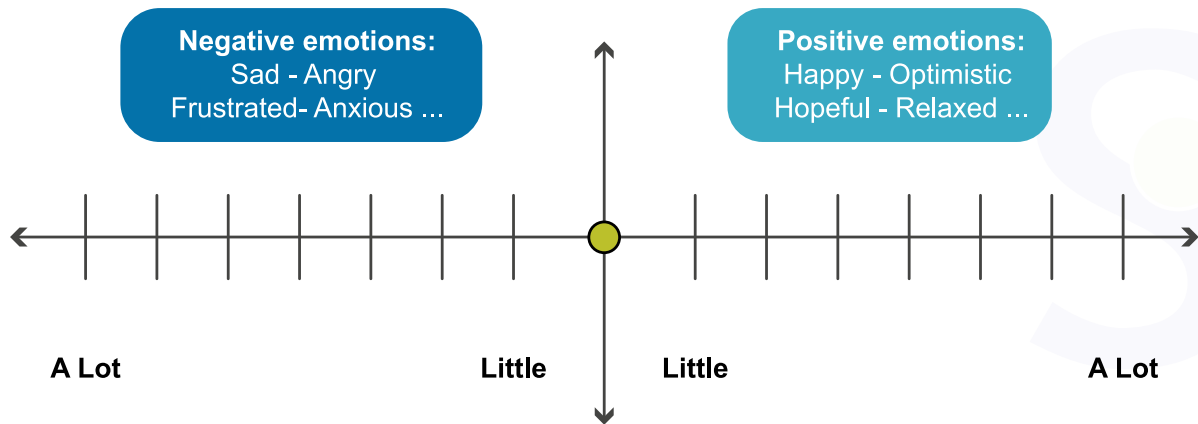 Negative emotions:
Sad - Angry
Frustrated- Anxious ...
Positive emotions:
Happy - Optimistic
Hopeful - Relaxed ...
A Lot
Little
Little
A Lot